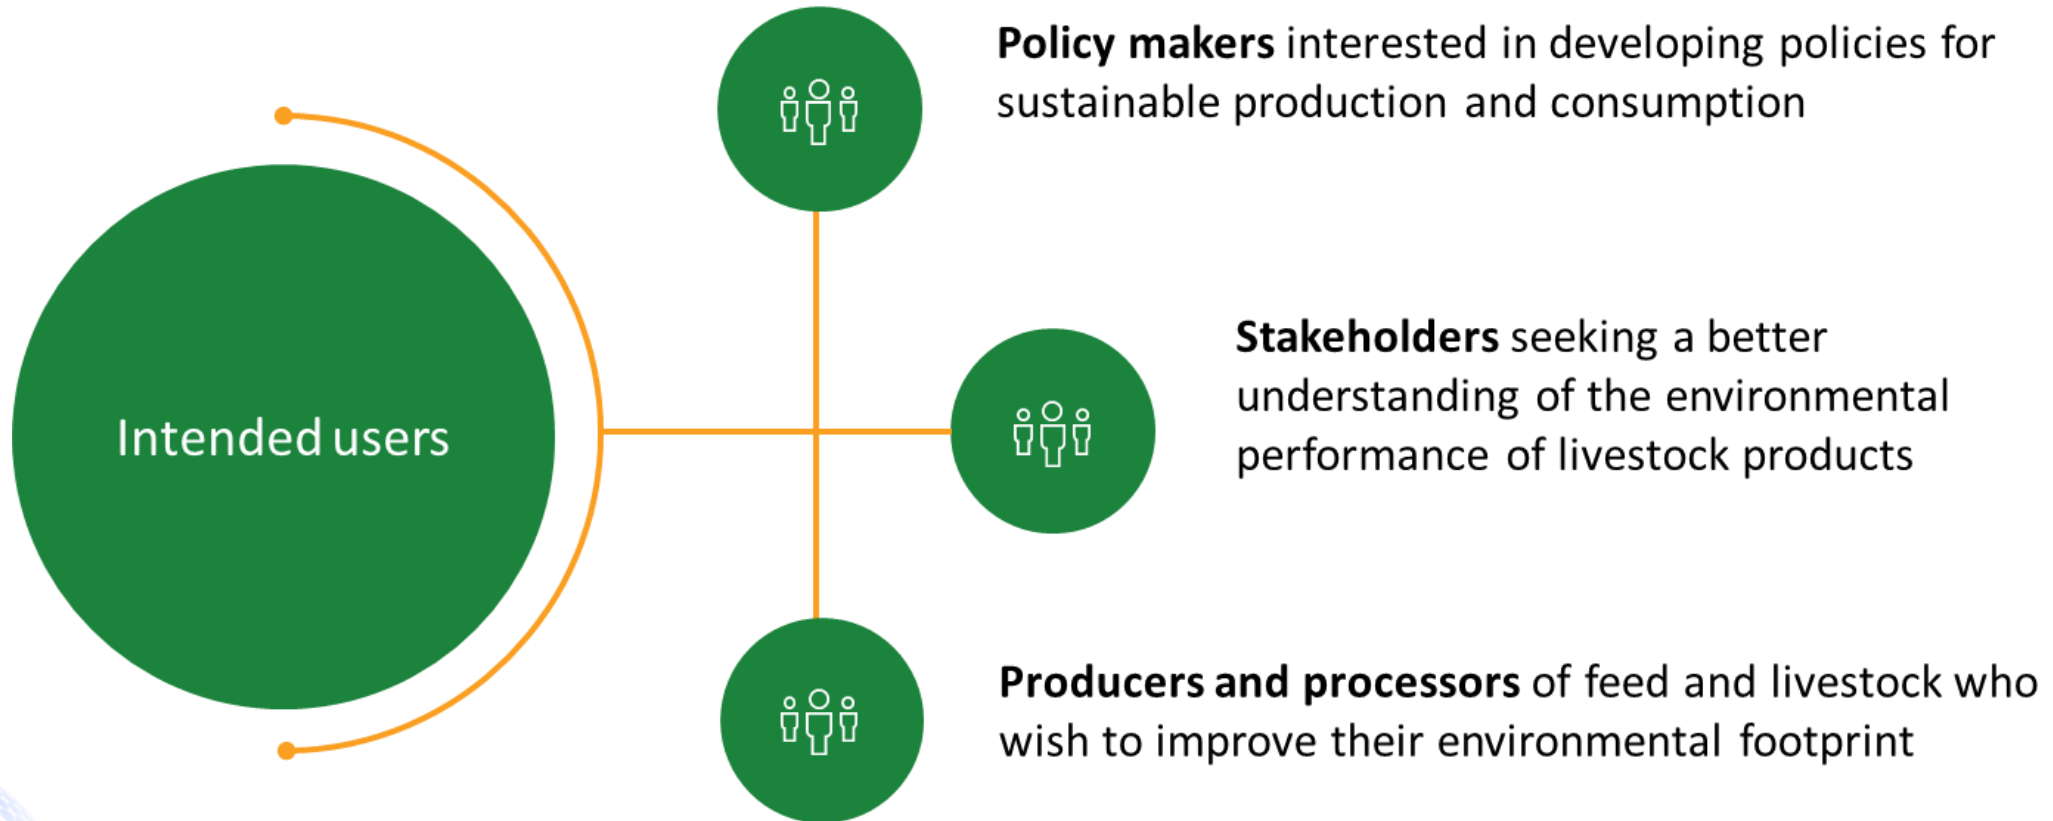 Policy makers interested in developing policies for
sustainable production and consumption
Intended users
Stakeholders seeking a better
understanding of the environmental
performance of livestock products
Producers and processors of feed and livestock who
wish to improve their environmental footprint